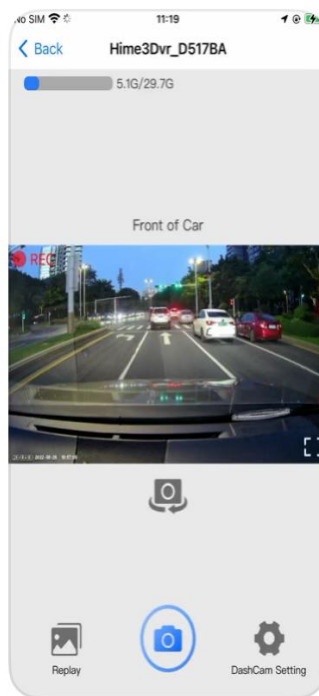 No SIM 11:19
Back Hime3Dvr_D517BA
5.1G/29.7G
Front of Car
REC
Replay DashCam Setting